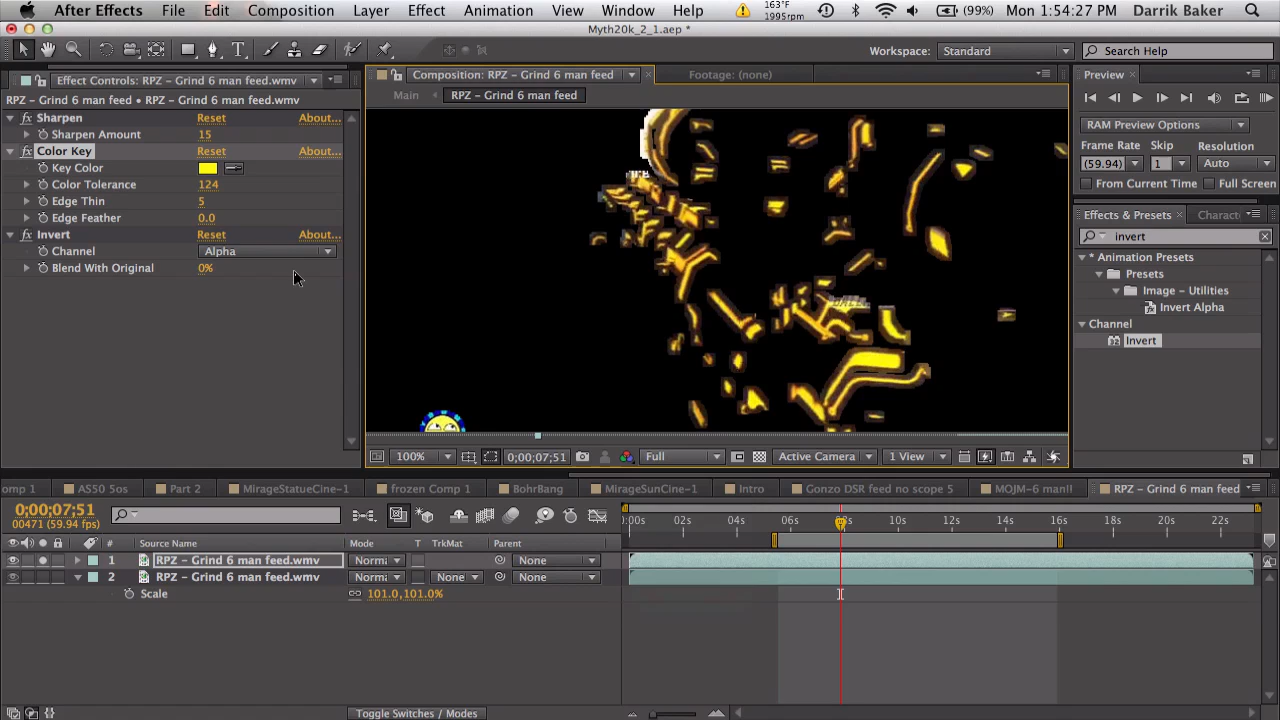 After Effects File Edit Composition Layer Effect Animation View Window Help 163°F 1995rpm (99%) Mon 1:54:27 PM Darrik Baker
Myth20k_2_1.aep *
Workspace: Standard Search Help
Effect Controls: RPZ - Grind 6 man feed.wmv Composition: RPZ - Grind 6 man feed Footage: (none) Preview
RPZ - Grind 6 man feed • RPZ - Grind 6 man feed.wmv Main RPZ - Grind 6 man feed
Sharpen Reset About...
Sharpen Amount 15
Color Key Reset About...
Key Color
Color Tolerance 124
Edge Thin 5
Edge Feather 0.0
Invert Reset About...
Channel Alpha
Blend With Original 0%
RAM Preview Options
Frame Rate Skip Resolution
(59.94) 1 Auto
From Current Time Full Screen
Effects & Presets Charact
invert
* Animation Presets
Presets
Image - Utilities
Invert Alpha
Channel
Invert
100% 0;00;07;51 Full Active Camera 1 View
omp 1 AS50 5os Part 2 MirageStatueCine-1 frozen Comp 1 BohrBang MirageSunCine-1 Intro Gonzo DSR feed no scope 5 MOJM-6 man!! RPZ - Grind 6 man feed
0;00;07;51
00471 (59.94 fps)
:00s 02s 04s 06s 08s 10s 12s 14s 16s 18s 20s 22s
# Source Name Mode T TrkMat Parent
1 RPZ - Grind 6 man feed.wmv Norma None
2 RPZ - Grind 6 man feed.wmv Norma None None
Scale 101.0,101.0%
Toggle Switches / Modes